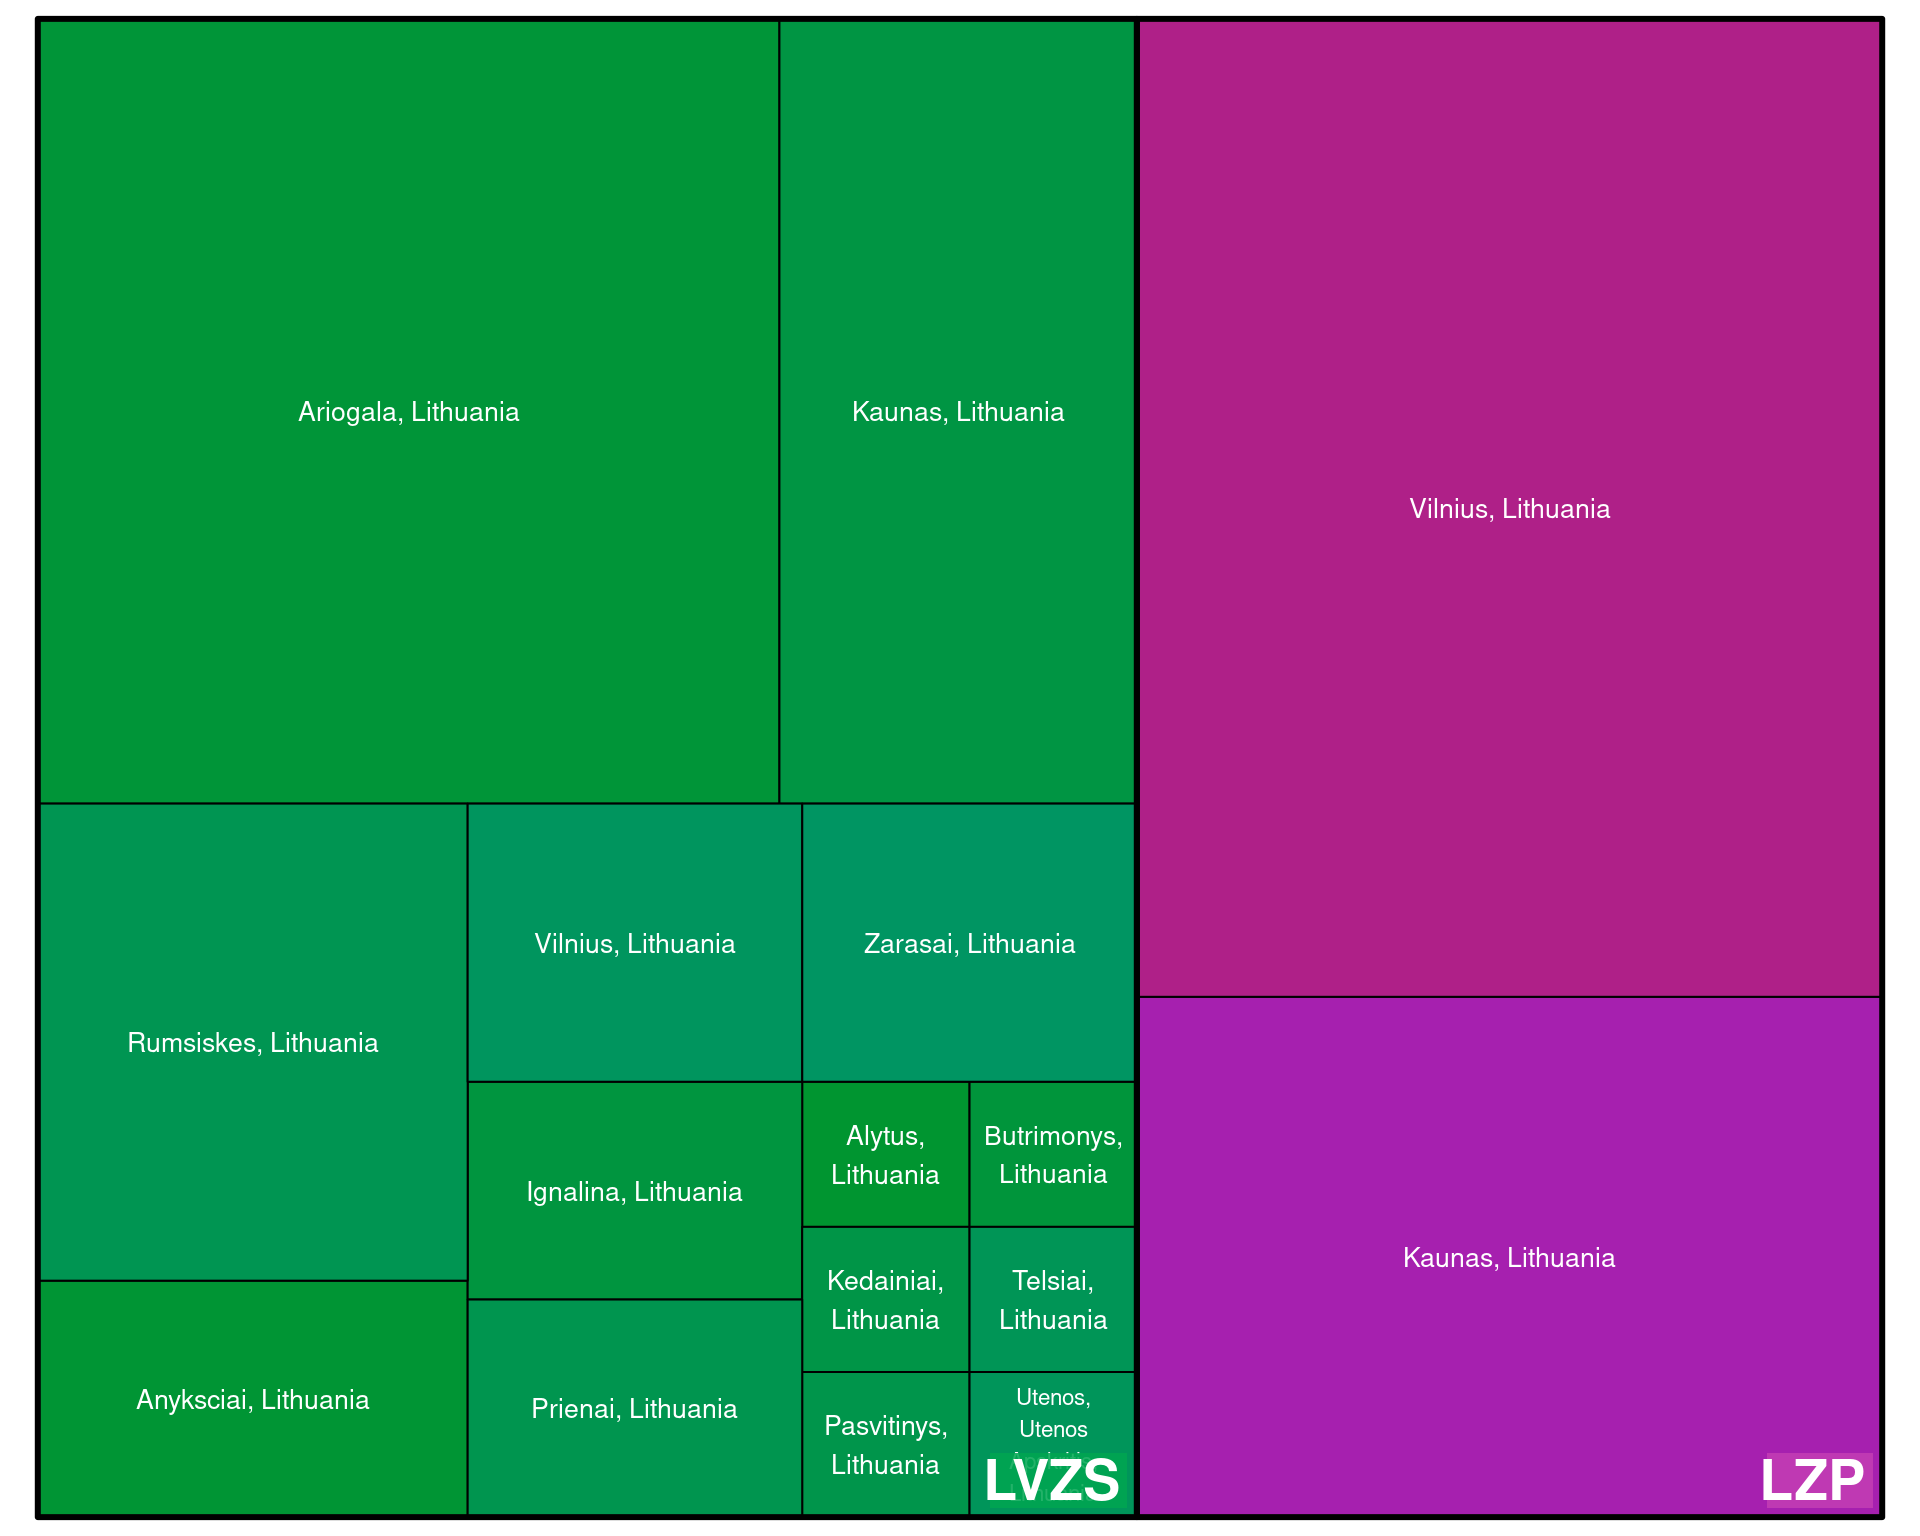 Ariogala, Lithuania
Kaunas, Lithuania
Vilnius, Lithuania
Rumsiskes, Lithuania
Vilnius, Lithuania
Zarasai, Lithuania
Ignalina, Lithuania
Alytus,
Lithuania
Butrimonys,
Lithuania
Kedainiai,
Lithuania
Telsiai,
Lithuania
Kaunas, Lithuania
Anyksciai, Lithuania
Prienai, Lithuania
Pasvitinys,
Lithuania
Utenos,
Utenos
LVZS
LZP